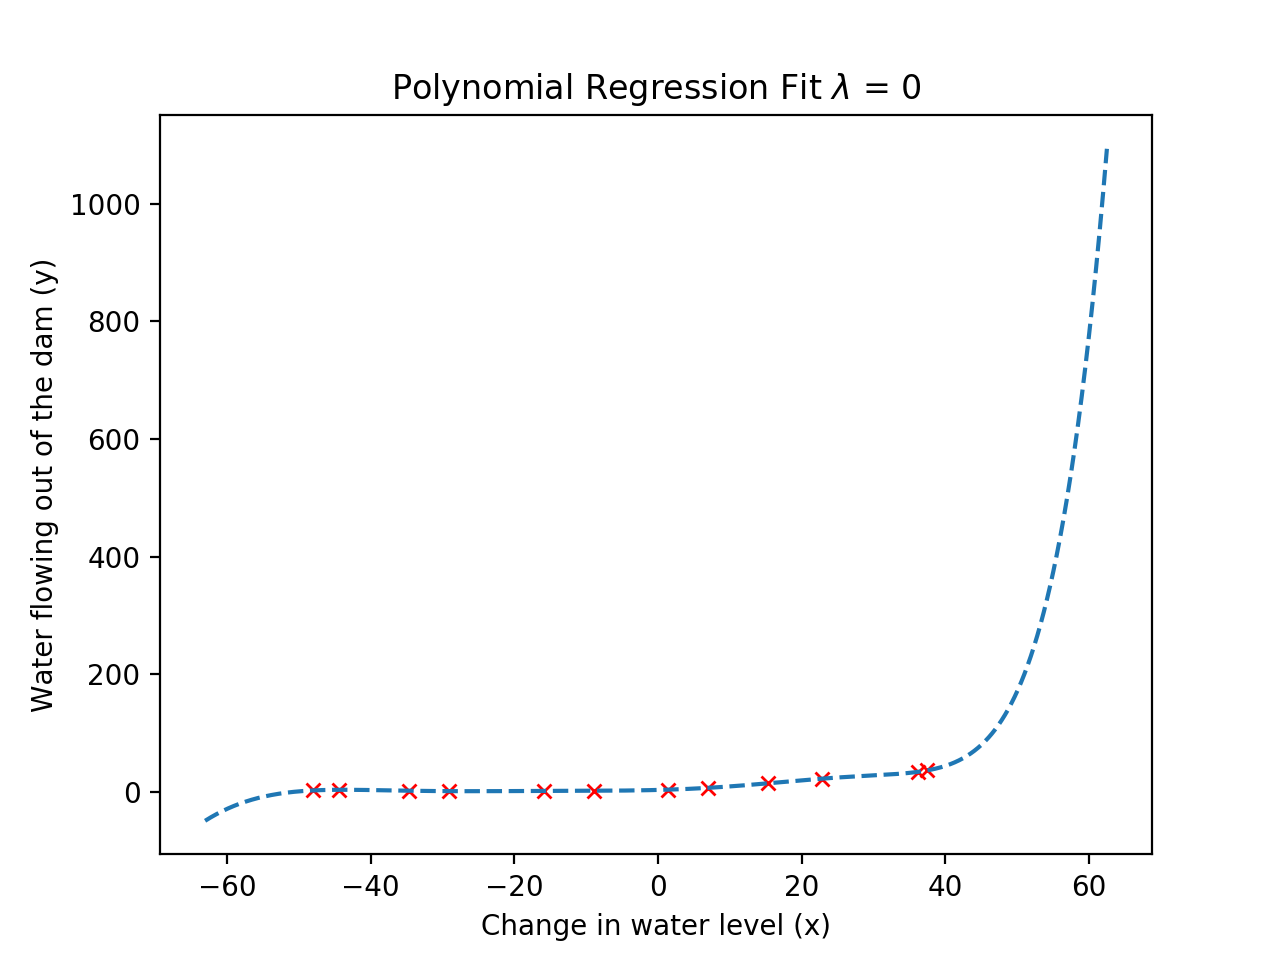 Polynomial Regression Fit λ = 0
1000
800
600
400
200
0
Water flowing out of the dam (y)
−60 −40 −20 0 20 40 60
Change in water level (x)